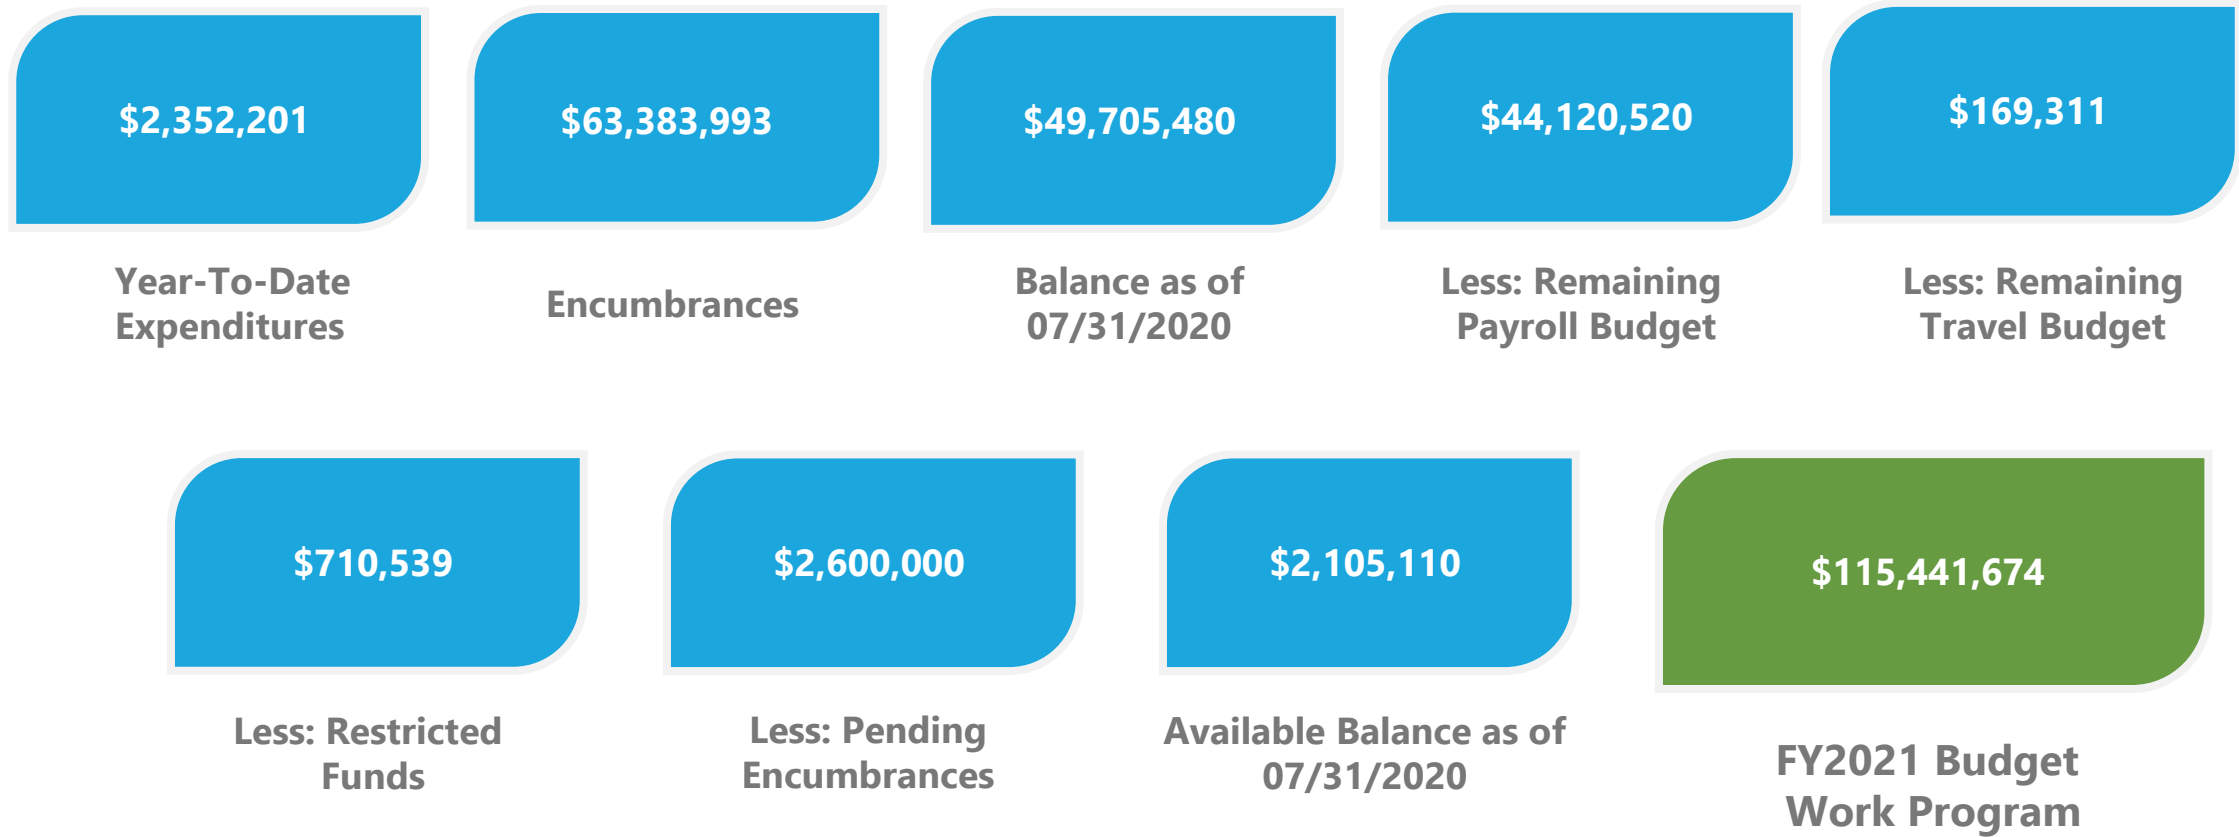 $2,352,201
$63,383,993
$49,705,480
$44,120,520
$169,311
Year-To-Date
Expenditures
Encumbrances
Balance as of
07/31/2020
Less: Remaining
Payroll Budget
Less: Remaining
Travel Budget
$710,539
$2,600,000
$2,105,110
$115,441,674
Less: Restricted
Funds
Less: Pending
Encumbrances
Available Balance as of
07/31/2020
FY2021 Budget
Work Program